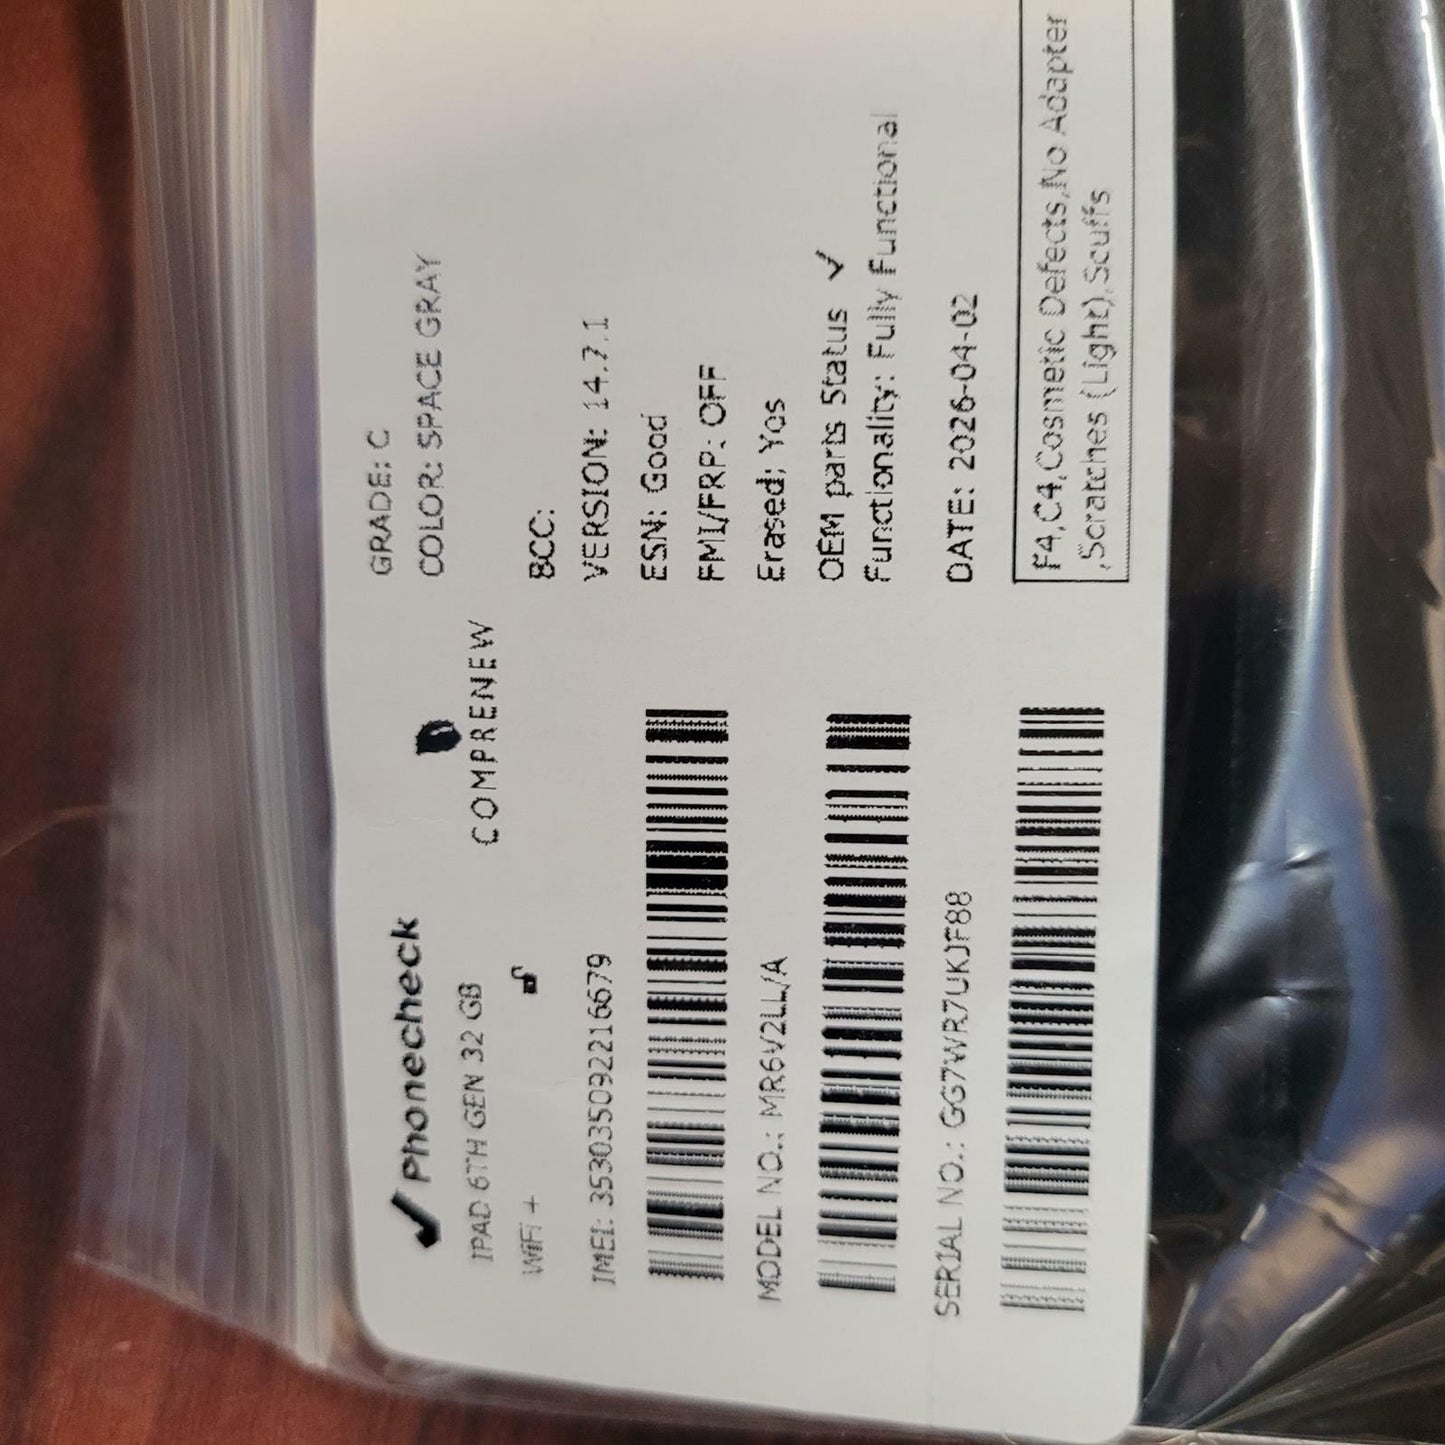 Phonecheck
IPAD 6TH GEN 32 GB
WiFi +
COMPRENEW
IMEI: 353035092216679
MODEL NO.: MR6V2LL/A
SERIAL NO.: GG7WR7UKJF88
GRADE: C
COLOR: SPACE GRAY
BCC:
VERSION: 14.7.1
ESN: Good
FMI/FRP: OFF
Erased: Yes
OEM parts Status ✓
Functionality: Fully Functional
DATE: 2026-04-02
F4,C4,Cosmetic Defects,No Adapter
,Scratches (Light),Scuffs